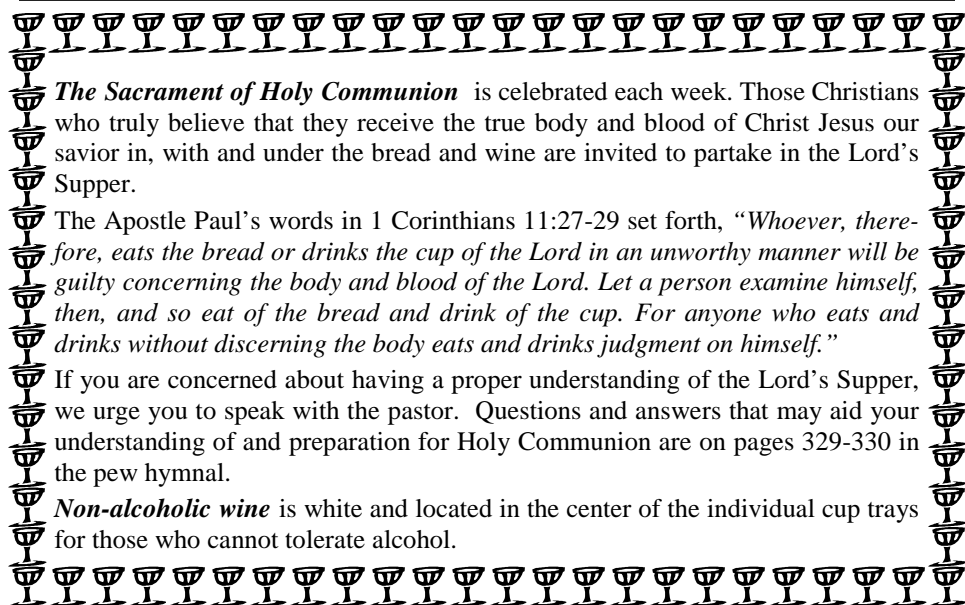 The Sacrament of Holy Communion is celebrated each week. Those Christians
who truly believe that they receive the true body and blood of Christ Jesus our
savior in, with and under the bread and wine are invited to partake in the Lord’s
Supper.
The Apostle Paul’s words in 1 Corinthians 11:27-29 set forth, “Whoever, there-
fore, eats the bread or drinks the cup of the Lord in an unworthy manner will be
guilty concerning the body and blood of the Lord. Let a person examine himself,
then, and so eat of the bread and drink of the cup. For anyone who eats and
drinks without discerning the body eats and drinks judgment on himself.”
If you are concerned about having a proper understanding of the Lord’s Supper,
we urge you to speak with the pastor. Questions and answers that may aid your
understanding of and preparation for Holy Communion are on pages 329-330 in
the pew hymnal.
Non-alcoholic wine is white and located in the center of the individual cup trays
for those who cannot tolerate alcohol.